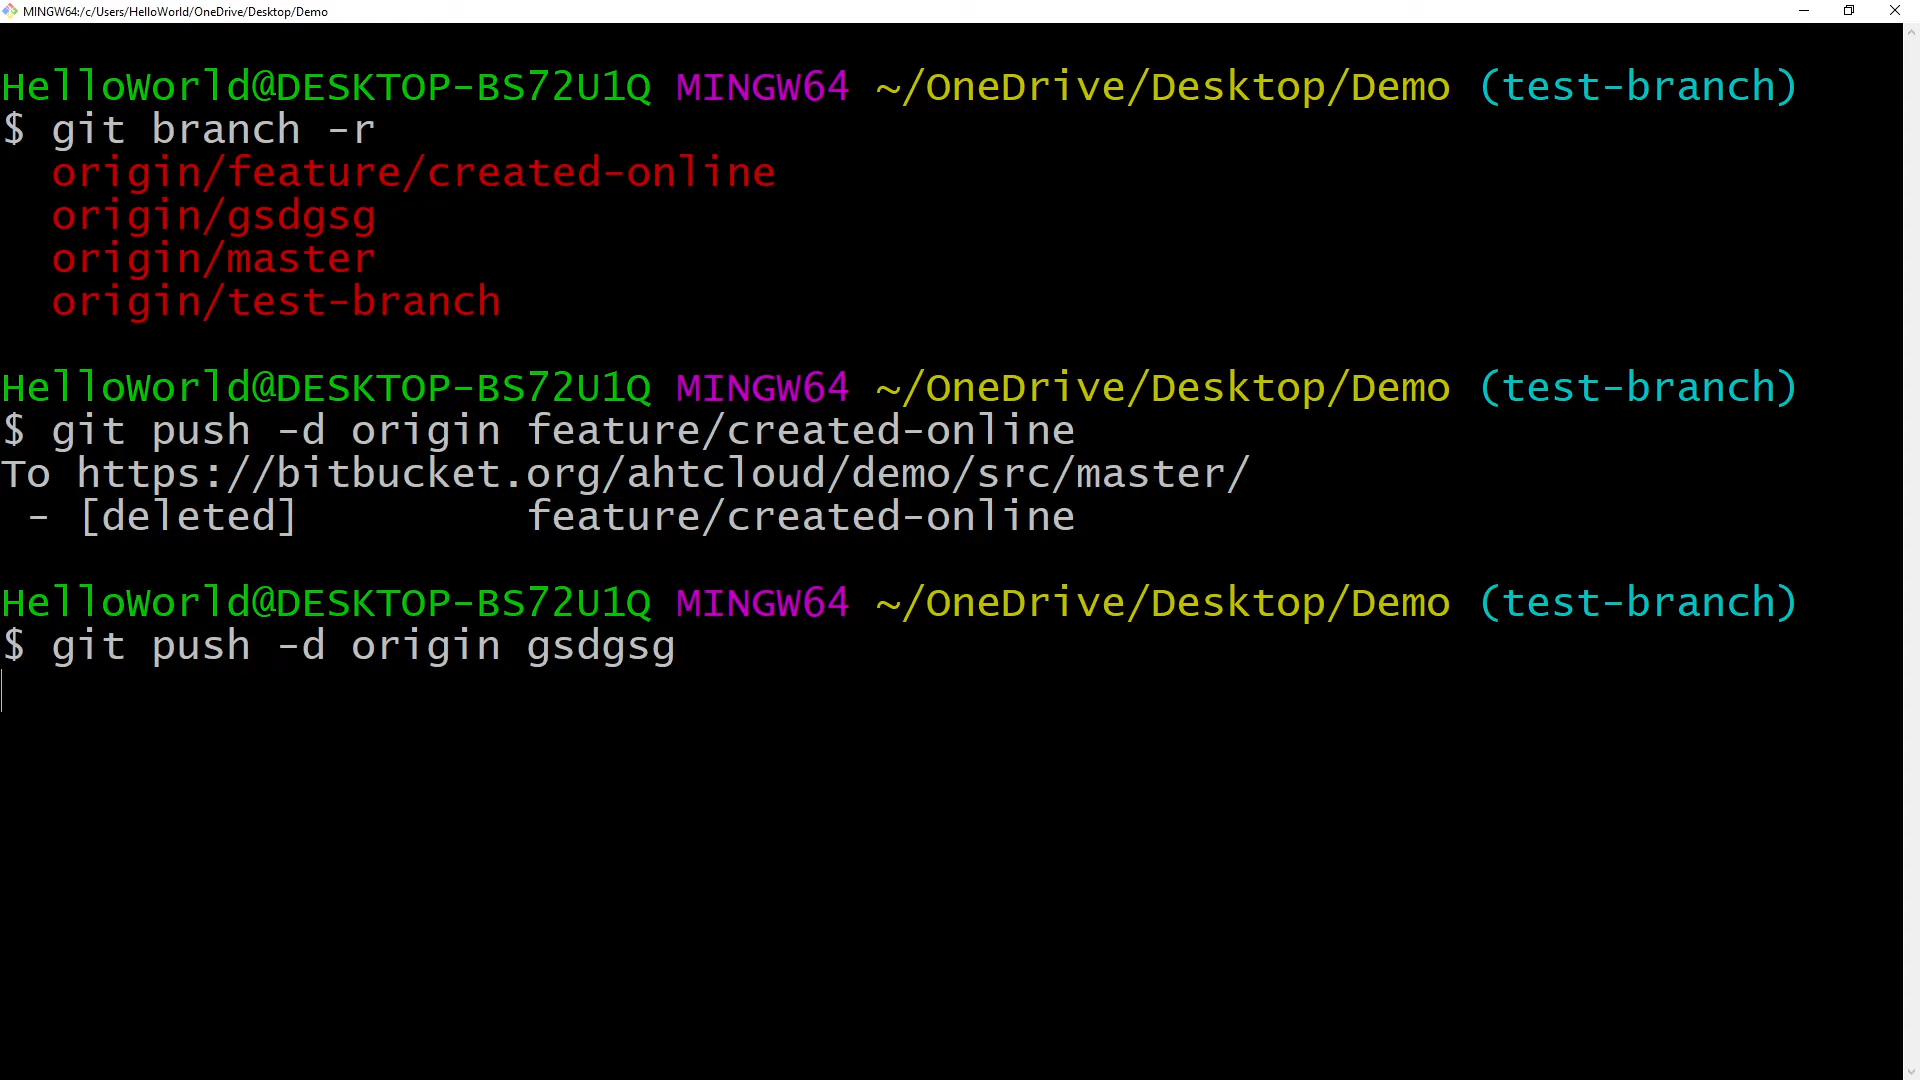 MINGW64:/c/Users/HelloWorld/OneDrive/Desktop/Demo
HelloWorld@DESKTOP-BS72U1Q MINGW64 ~/OneDrive/Desktop/Demo (test-branch)
$ git branch -r
  origin/feature/created-online
  origin/gsdgsg
  origin/master
  origin/test-branch
HelloWorld@DESKTOP-BS72U1Q MINGW64 ~/OneDrive/Desktop/Demo (test-branch)
$ git push -d origin feature/created-online
To https://bitbucket.org/ahtcloud/demo/src/master/
 - [deleted]         feature/created-online
HelloWorld@DESKTOP-BS72U1Q MINGW64 ~/OneDrive/Desktop/Demo (test-branch)
$ git push -d origin gsdgsg